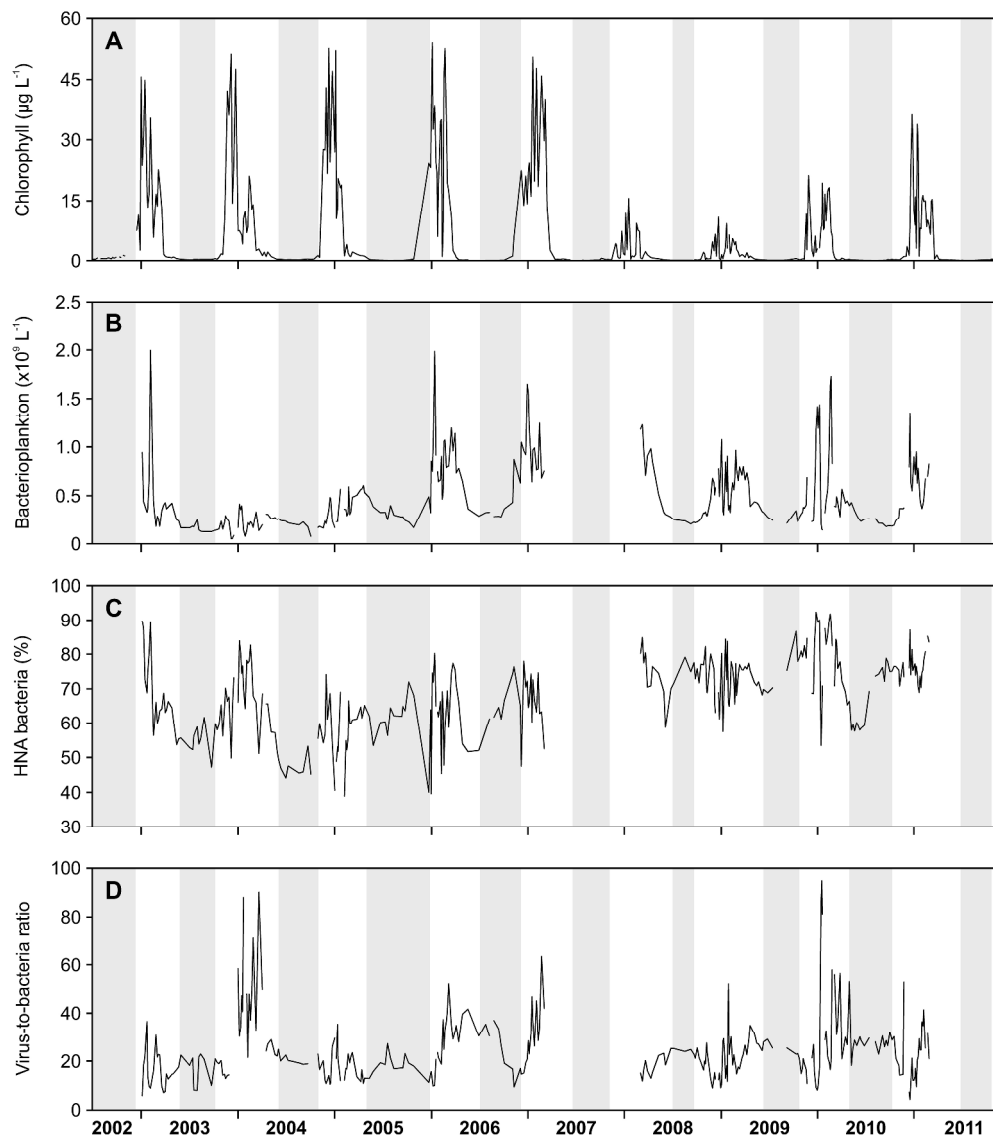 A
Chlorophyll (µg L⁻¹)
60
45
30
15
0
B
Bacterioplankton (x10⁹ L⁻¹)
2.5
2.0
1.5
1.0
0.5
0
C
HNA bacteria (%)
100
90
80
70
60
50
40
30
D
Virus-to-bacteria ratio
100
80
60
40
20
0
2002 2003 2004 2005 2006 2007 2008 2009 2010 2011